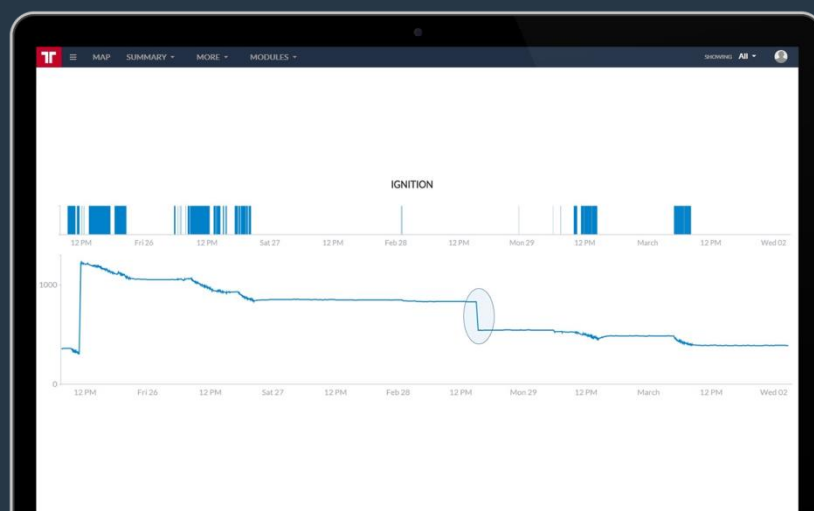 MAP SUMMARY MORE MODULES SHOWING All
IGNITION
12 PM Fri 26 12 PM Sat 27 12 PM Feb 28 12 PM Mon 29 12 PM March 12 PM Wed 02
1000
0
12 PM Fri 26 12 PM Sat 27 12 PM Feb 28 12 PM Mon 29 12 PM March 12 PM Wed 02